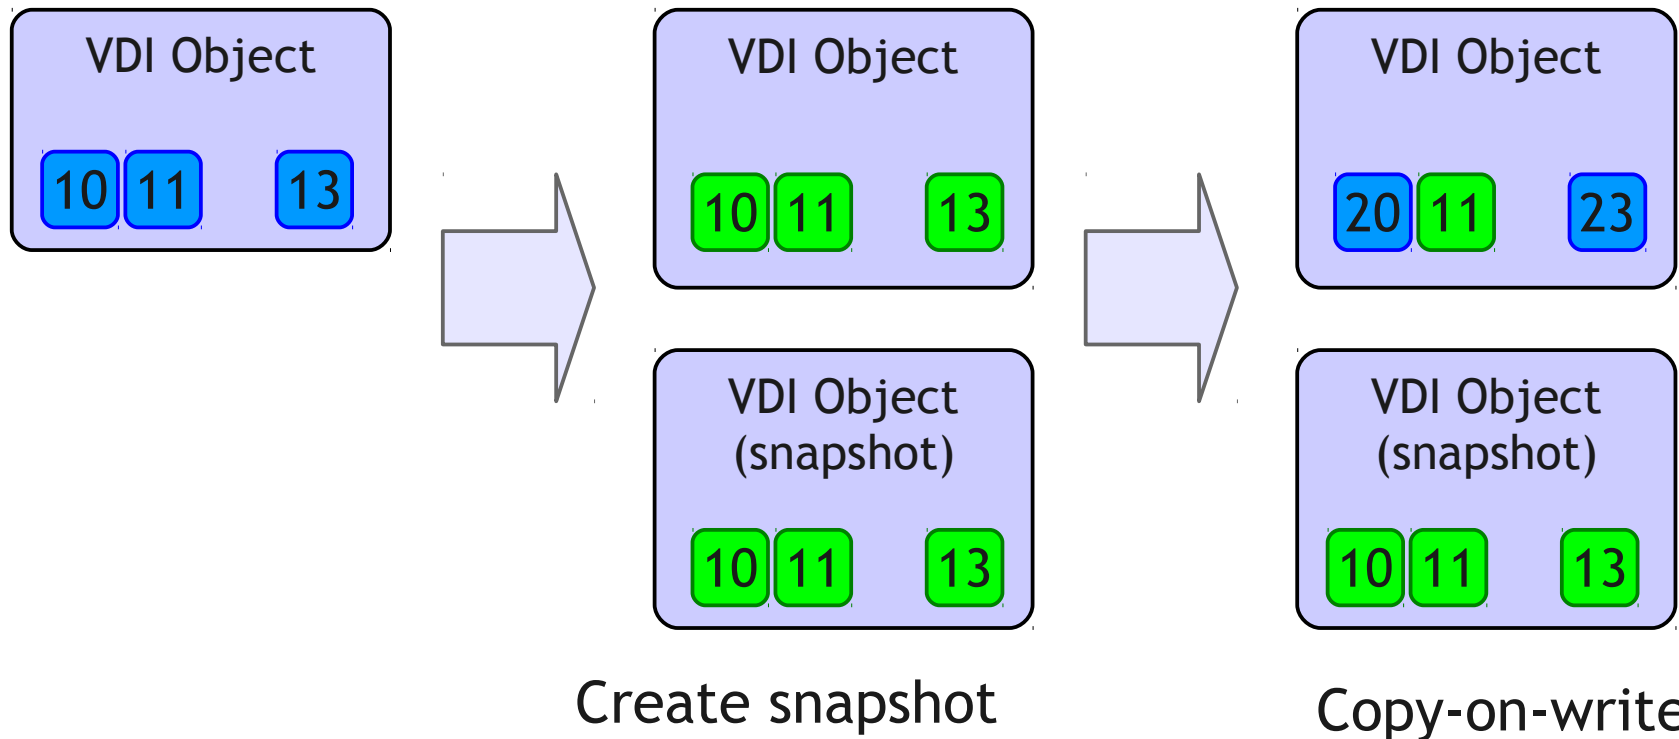 VDI Object
10 11 13
VDI Object
10 11 13
VDI Object
(snapshot)
10 11 13
Create snapshot
VDI Object
20 11 23
VDI Object
(snapshot)
10 11 13
Copy-on-write